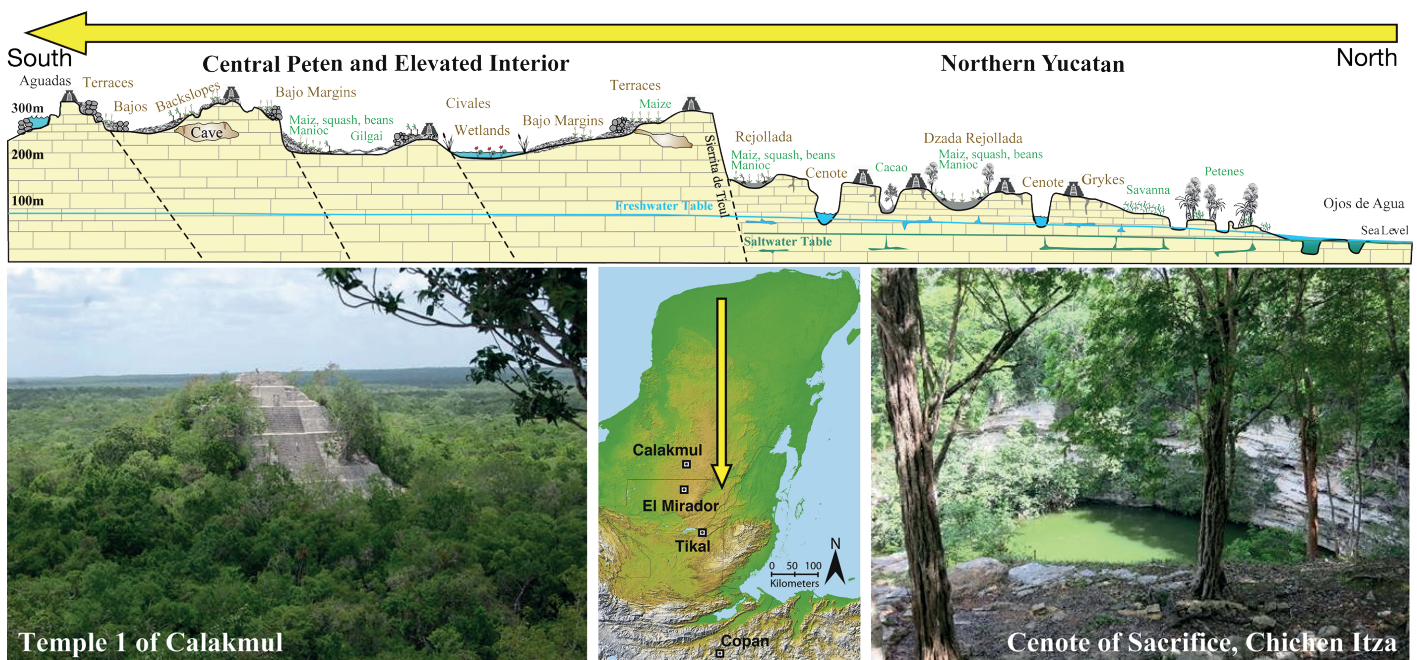 South
North
Central Peten and Elevated Interior
Northern Yucatan
Aguadas
Terraces
Bajos
Backslopes
Bajo Margins
Civales
Terraces
Maize
300m
Cave
Maiz, squash, beans
Manioc
Gilgai
Wetlands
Bajo Margins
200m
100m
Sierrita de Ticul
Rejollada
Maiz, squash, beans
Manioc
Cenote
Cacao
Dzada Rejollada
Maiz, squash, beans
Manioc
Cenote
Grykes
Savanna
Petenes
Ojos de Agua
Sea Level
Freshwater Table
Saltwater Table
Temple 1 of Calakmul
Calakmul
El Mirador
Tikal
N
0 50 100
Kilometers
Copan
Cenote of Sacrifice, Chichen Itza